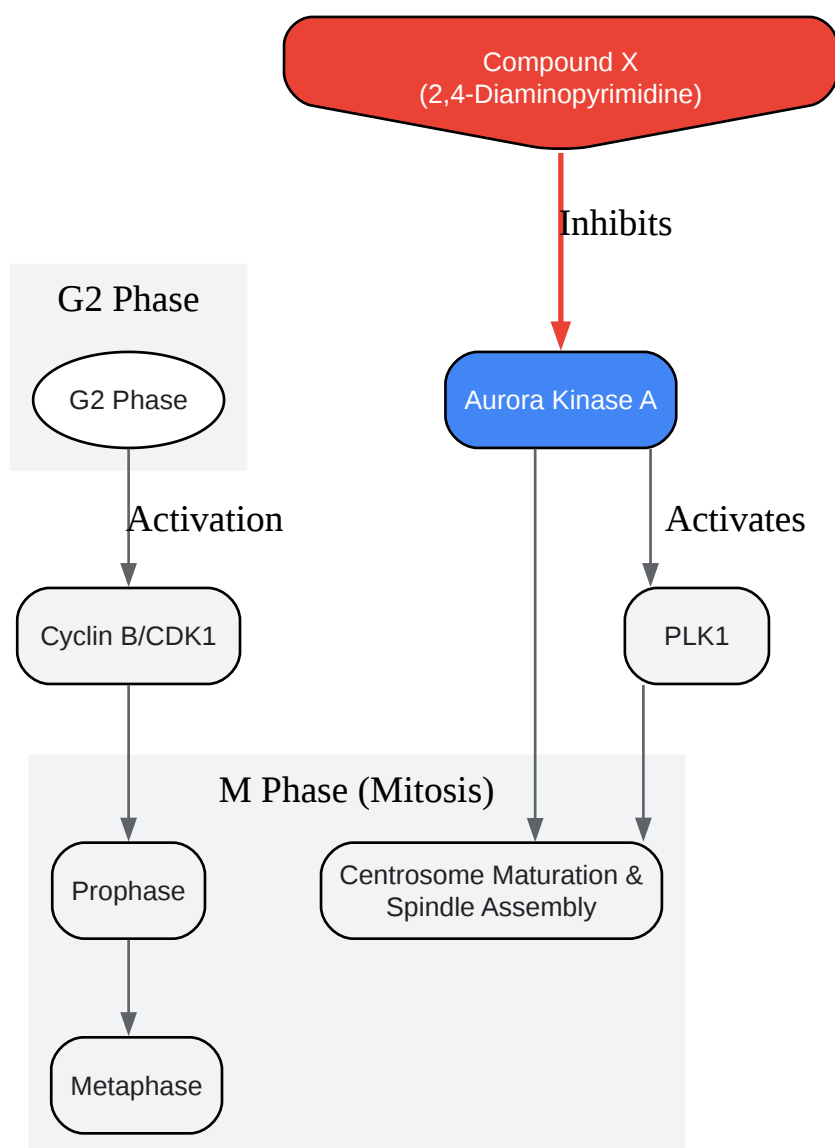 Compound X
(2,4-Diaminopyrimidine)
Inhibits
G2 Phase
G2 Phase
Aurora Kinase A
Activation
Activates
Cyclin B/CDK1
PLK1
M Phase (Mitosis)
Prophase
Centrosome Maturation &
Spindle Assembly
Metaphase